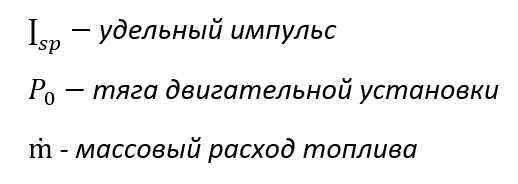 I_sp − удельный импульс
P_0 − тяга двигательной установки
ṁ - массовый расход топлива